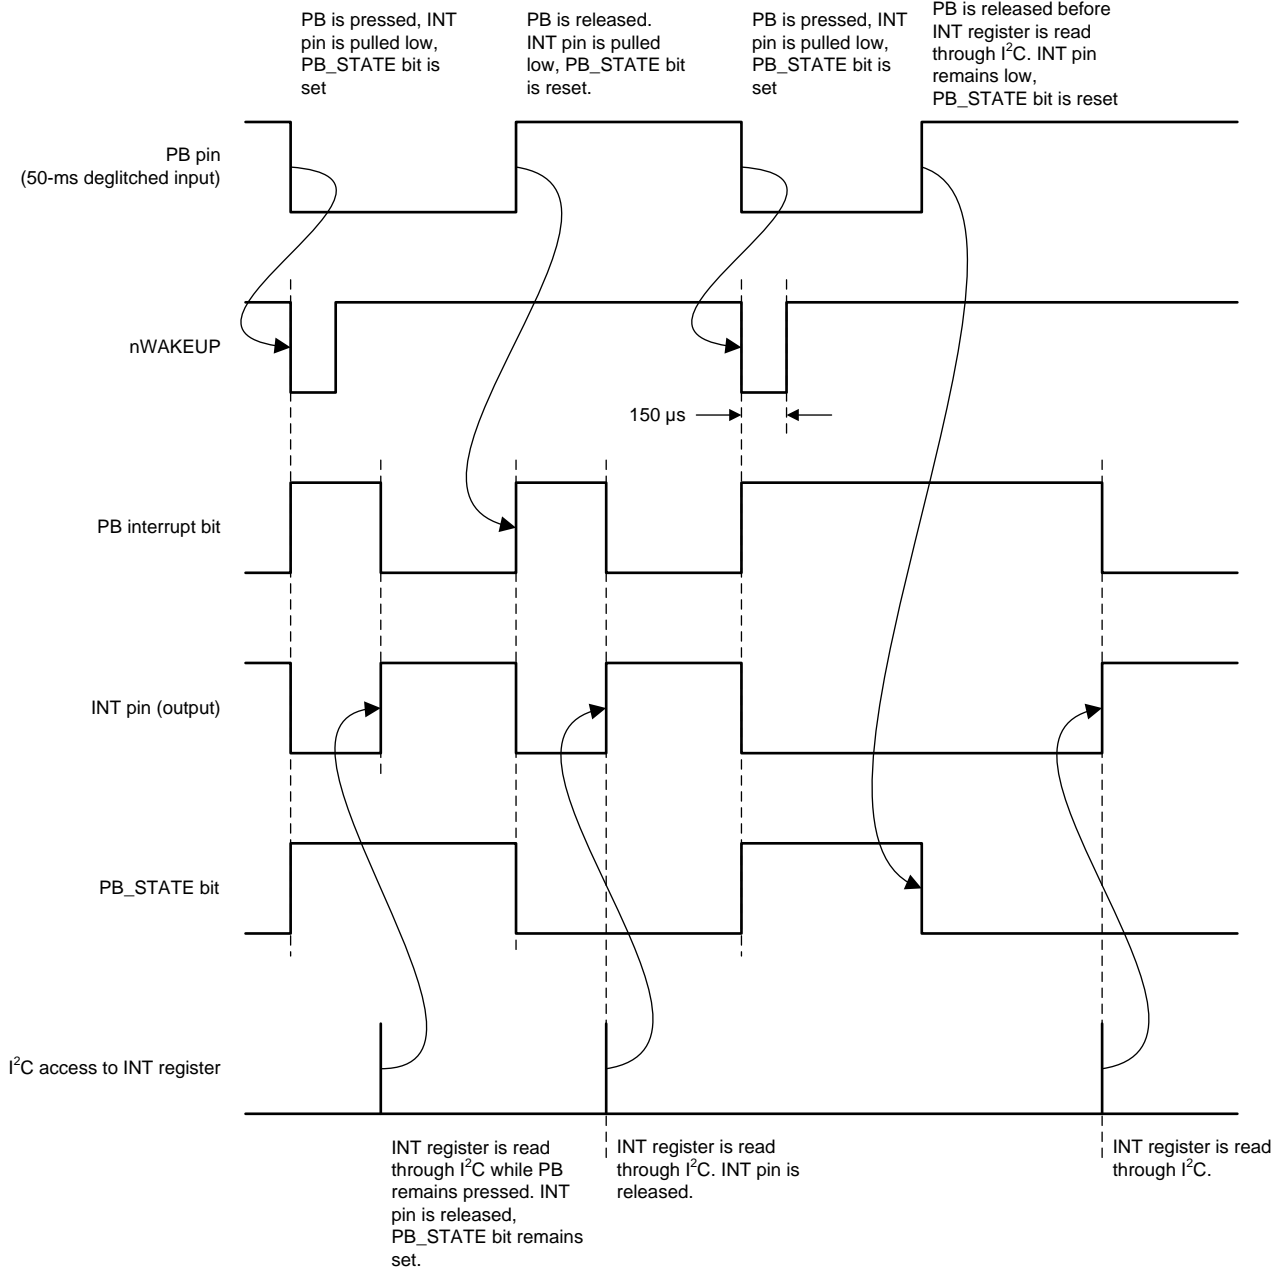 PB is pressed, INT
pin is pulled low,
PB_STATE bit is
set
PB is released.
INT pin is pulled
low, PB_STATE bit
is reset.
PB is pressed, INT
pin is pulled low,
PB_STATE bit is
set
PB is released before
INT register is read
through I²C. INT pin
remains low,
PB_STATE bit is reset
PB pin
(50-ms deglitched input)
nWAKEUP
150 µs
PB interrupt bit
INT pin (output)
PB_STATE bit
I²C access to INT register
INT register is read
through I²C while PB
remains pressed. INT
pin is released,
PB_STATE bit remains
set.
INT register is read
through I²C. INT pin is
released.
INT register is read
through I²C.